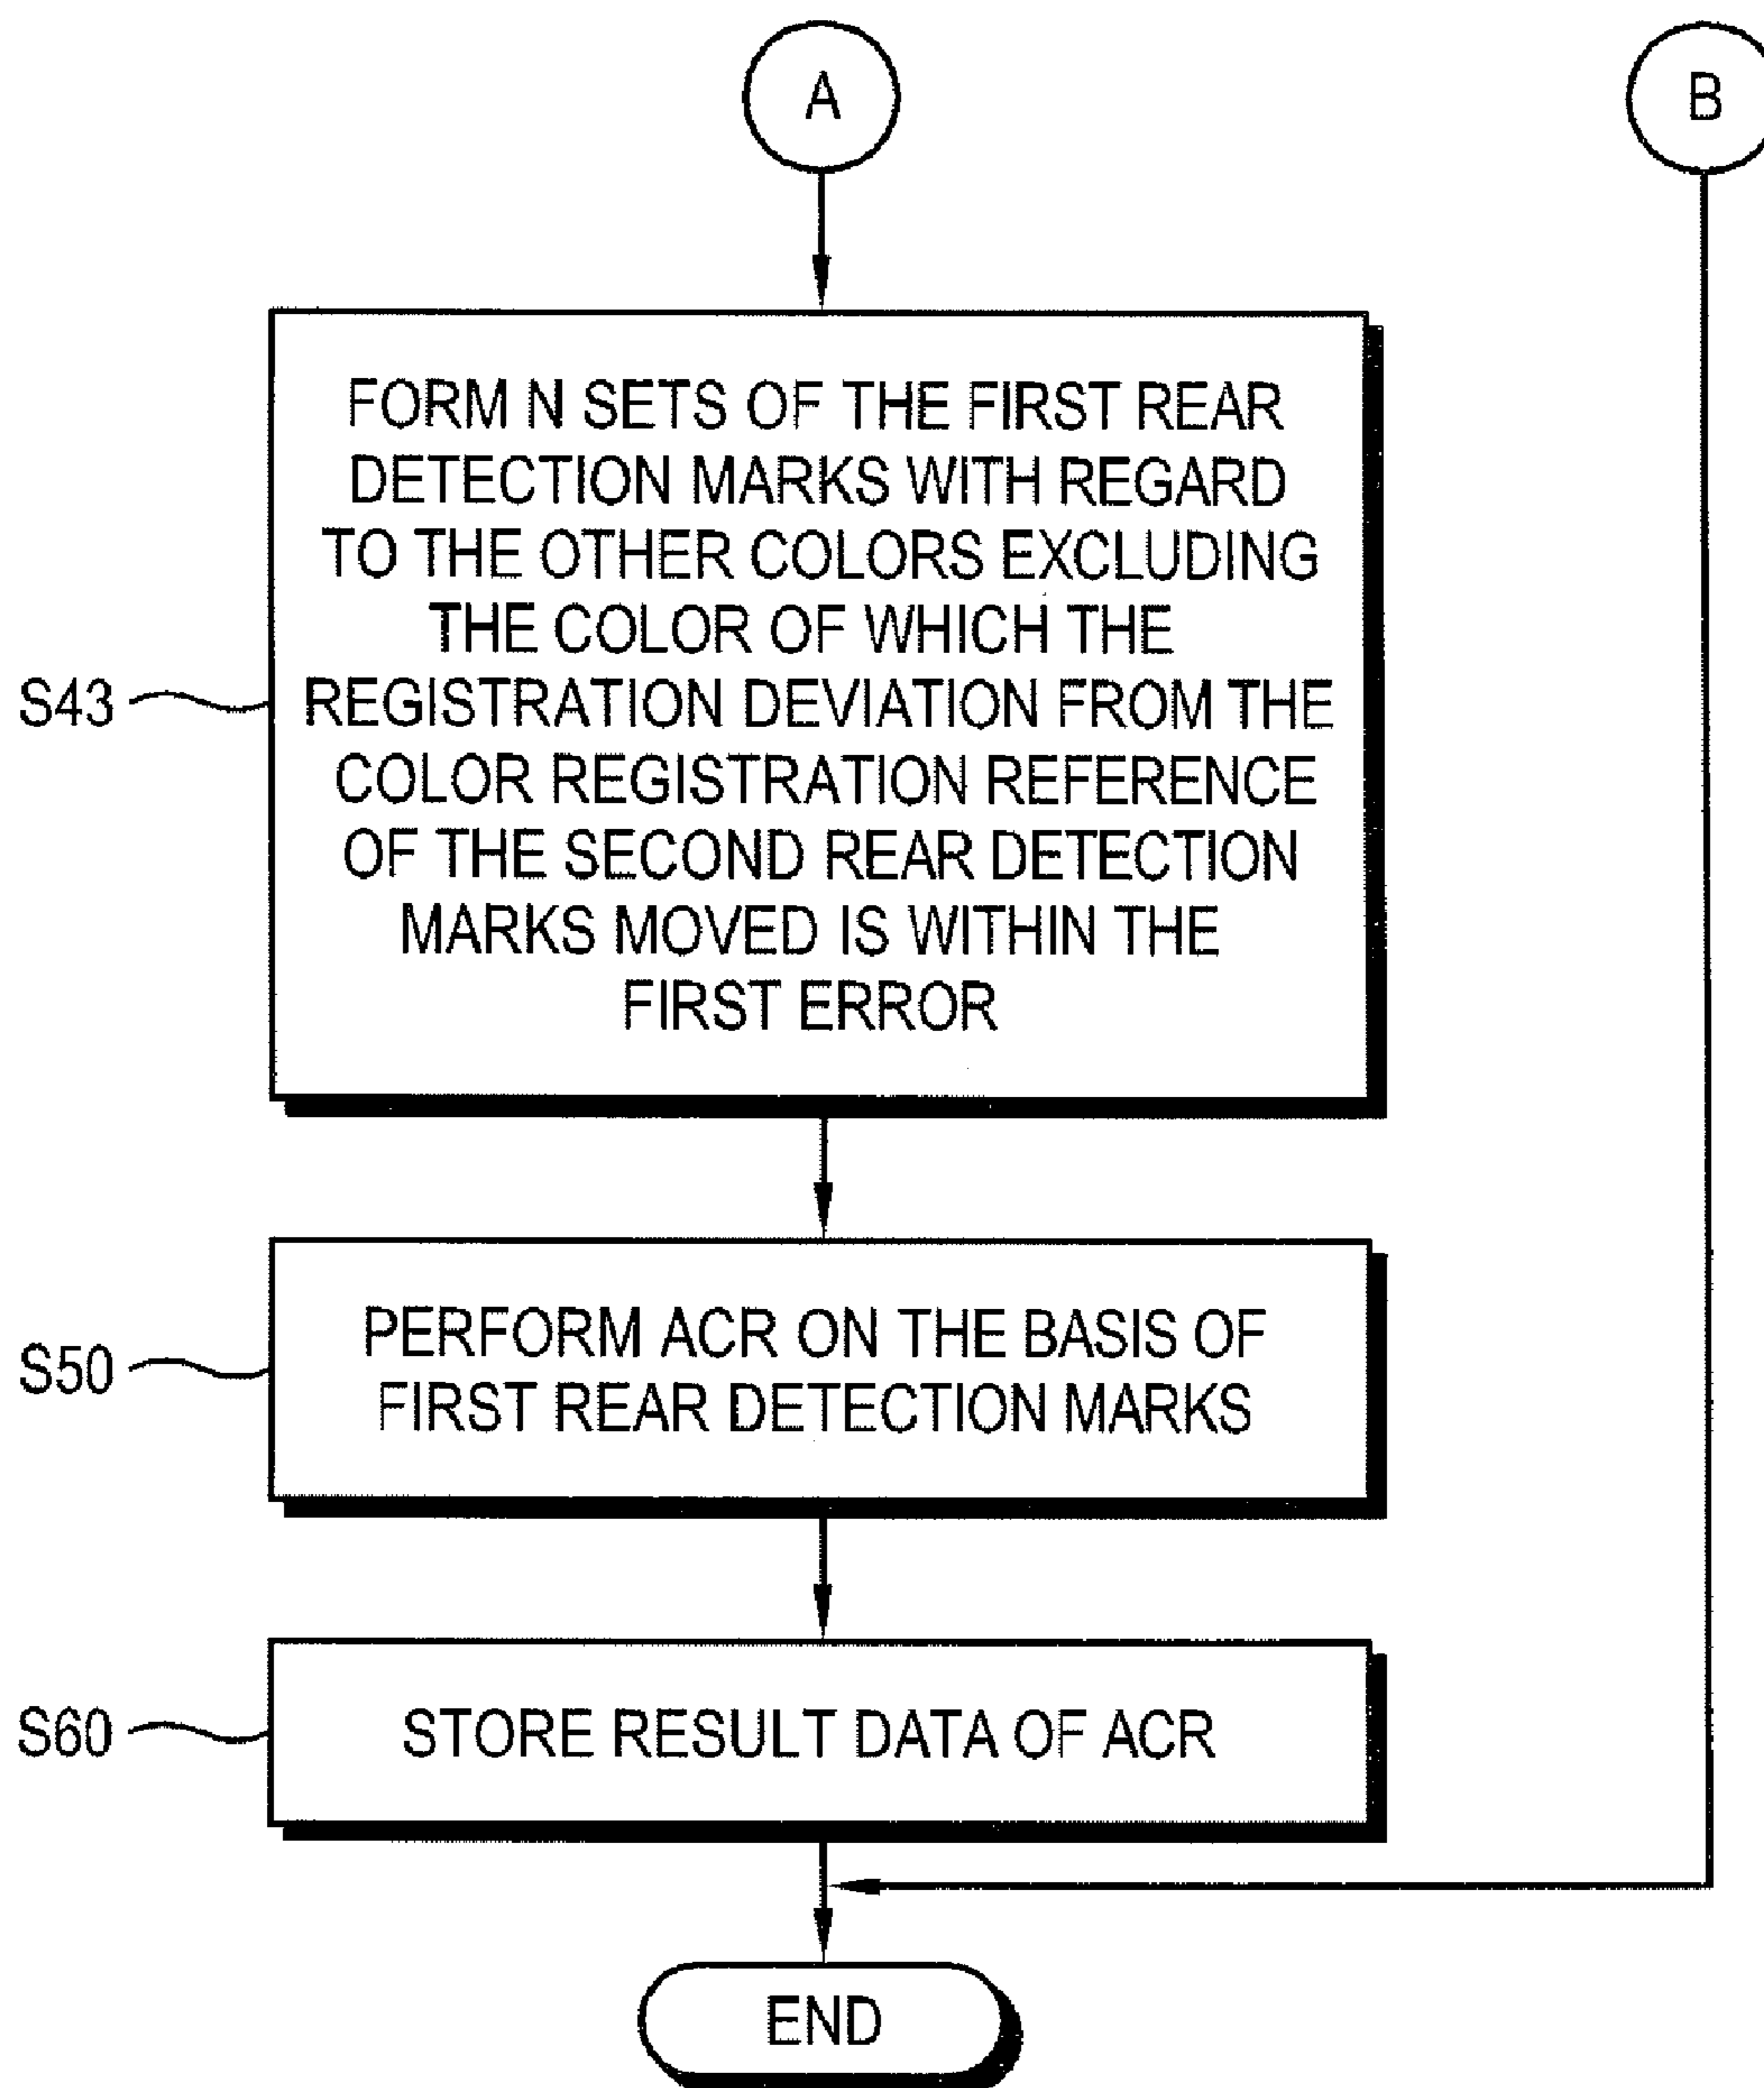 A
B
FORM N SETS OF THE FIRST REAR
DETECTION MARKS WITH REGARD
TO THE OTHER COLORS EXCLUDING
THE COLOR OF WHICH THE
REGISTRATION DEVIATION FROM THE
COLOR REGISTRATION REFERENCE
OF THE SECOND REAR DETECTION
MARKS MOVED IS WITHIN THE
FIRST ERROR
S43
PERFORM ACR ON THE BASIS OF
FIRST REAR DETECTION MARKS
S50
STORE RESULT DATA OF ACR
S60
END